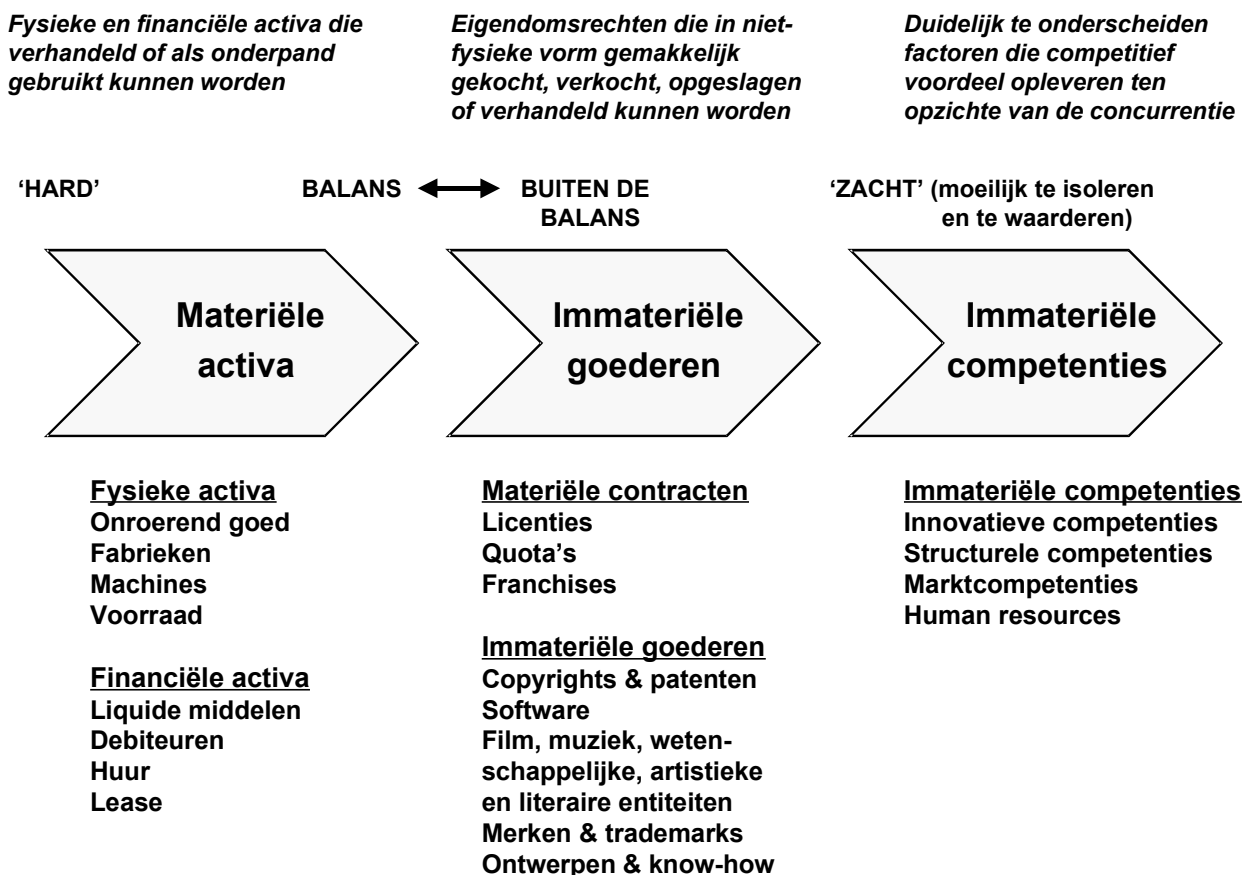 Fysieke en financiële activa die
verhandeld of als onderpand
gebruikt kunnen worden
Eigendomsrechten die in niet-
fysieke vorm gemakkelijk
gekocht, verkocht, opgeslagen
of verhandeld kunnen worden
Duidelijk te onderscheiden
factoren die competitief
voordeel opleveren ten
opzichte van de concurrentie
‘HARD’
BALANS
BUITEN DE
BALANS
‘ZACHT’ (moeilijk te isoleren
en te waarderen)
Materiële
activa
Immateriële
goederen
Immateriële
competenties
Fysieke activa
Onroerend goed
Fabrieken
Machines
Voorraad
Financiële activa
Liquide middelen
Debiteuren
Huur
Lease
Materiële contracten
Licenties
Quota’s
Franchises
Immateriële goederen
Copyrights & patenten
Software
Film, muziek, weten-
schappelijke, artistieke
en literaire entiteiten
Merken & trademarks
Ontwerpen & know-how
Immateriële competenties
Innovatieve competenties
Structurele competenties
Marktcompetenties
Human resources